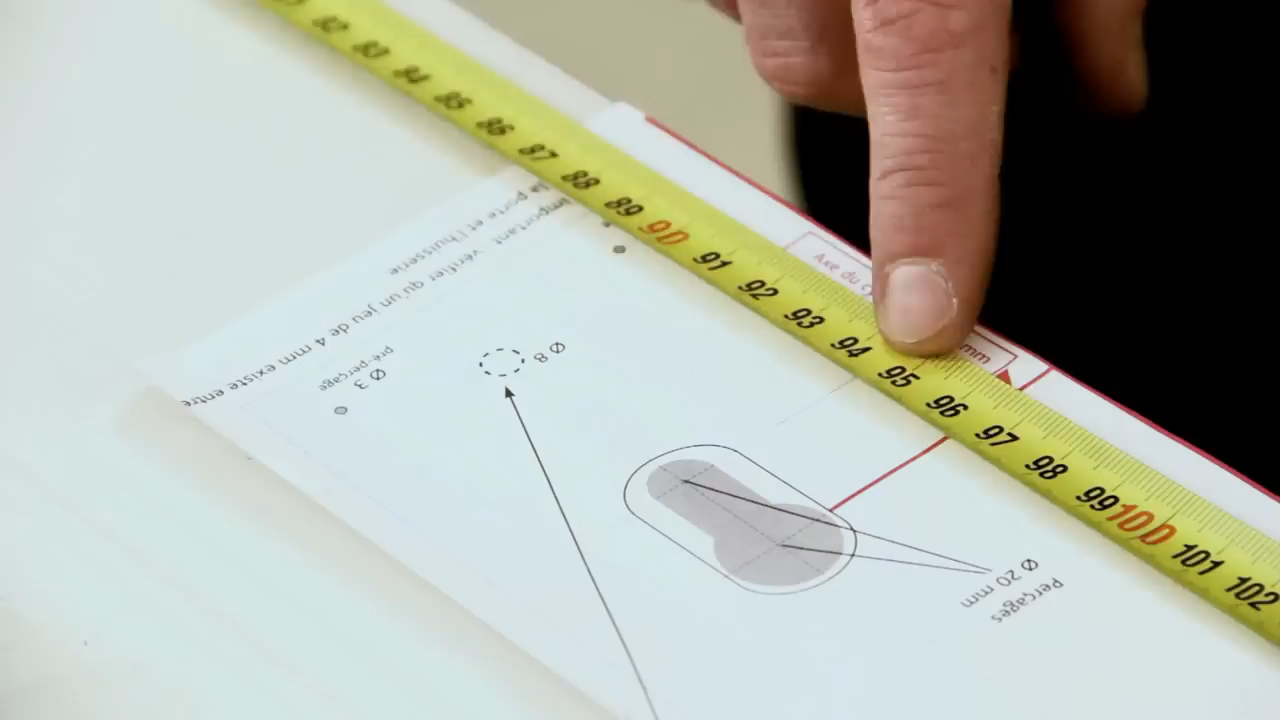 82 83 84 85 86 87 88 89 90 91 92 93 94 95 96 97 98 99 100 101 102
important vérifier qu'un jeu de 4 mm existe entre
la porte et l'huisserie
Axe du
mm
Ø 3
pré-perçage
Ø 8
Perçages
Ø 20 mm